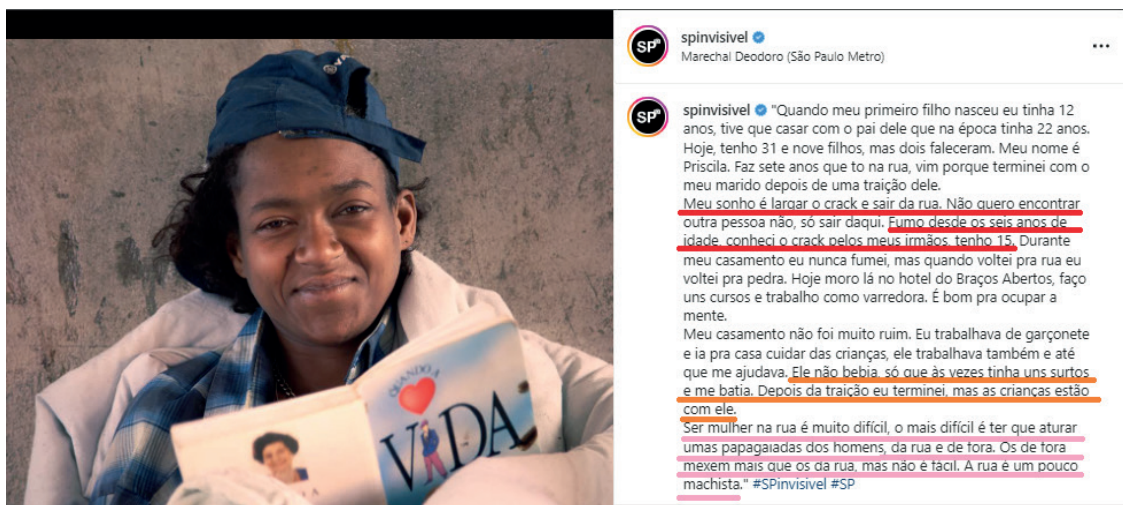 SPⁿ
spinvisivel
Marechal Deodoro (São Paulo Metro)
SPⁿ
spinvisivel "Quando meu primeiro filho nasceu eu tinha 12
anos, tive que casar com o pai dele que na época tinha 22 anos.
Hoje, tenho 31 e nove filhos, mas dois faleceram. Meu nome é
Priscila. Faz sete anos que to na rua, vim porque terminei com o
meu marido depois de uma traição dele.
Meu sonho é largar o crack e sair da rua. Não quero encontrar
outra pessoa não, só sair daqui. Fumo desde os seis anos de
idade, conheci o crack pelos meus irmãos, tenho 15. Durante
meu casamento eu nunca fumei, mas quando voltei pra rua eu
voltei pra pedra. Hoje moro lá no hotel do Braços Abertos, faço
uns cursos e trabalho como varredora. É bom pra ocupar a
mente.
Meu casamento não foi muito ruim. Eu trabalhava de garçonete
e ia pra casa cuidar das crianças, ele trabalhava também e até
que me ajudava. Ele não bebia, só que às vezes tinha uns surtos
e me batia. Depois da traição eu terminei, mas as crianças estão
com ele.
Ser mulher na rua é muito difícil, o mais difícil é ter que aturar
umas papagaiadas dos homens, da rua e de fora. Os de fora
mexem mais que os da rua, mas não é fácil. A rua é um pouco
machista." #SPinvisivel #SP
QUANDO A
VIDA